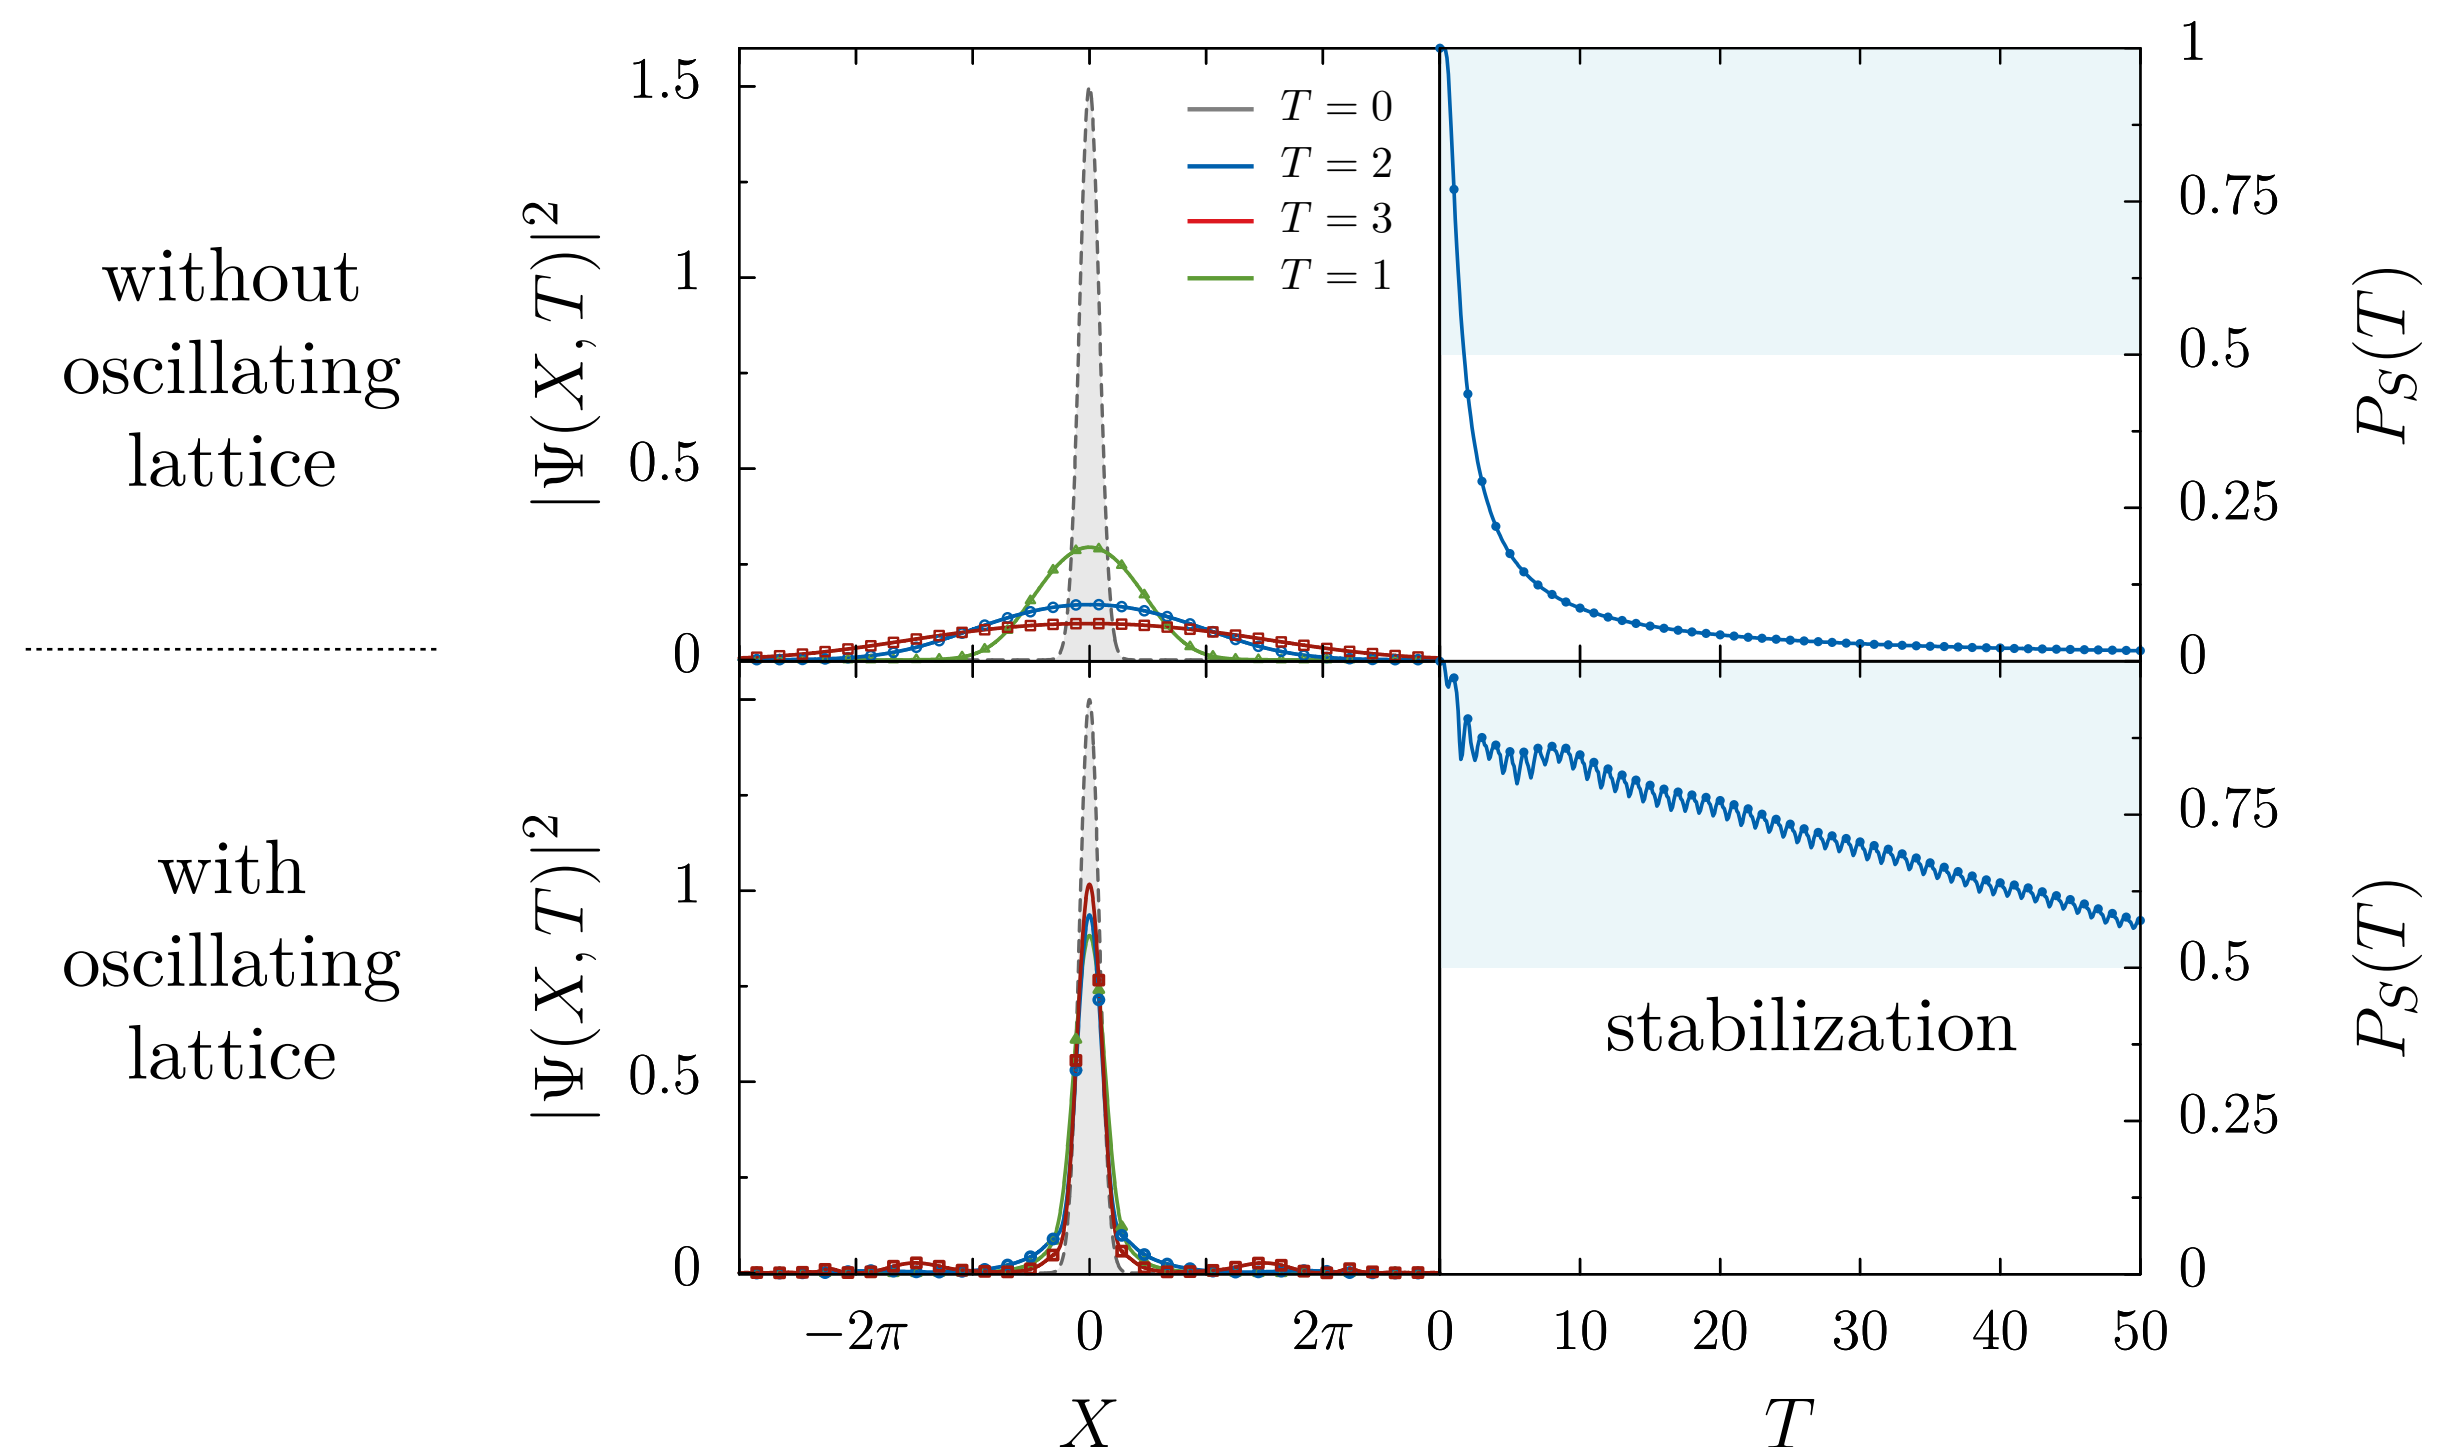 without
oscillating
lattice
with
oscillating
lattice
|Ψ(X, T)|²
1.5
1
0.5
0
T = 0
T = 2
T = 3
T = 1
1
0.75
0.5
0.25
0
P_S(T)
|Ψ(X, T)|²
1
0.5
0
stabilization
0.75
0.5
0.25
0
P_S(T)
−2π 0 2π 0 10 20 30 40 50
X T